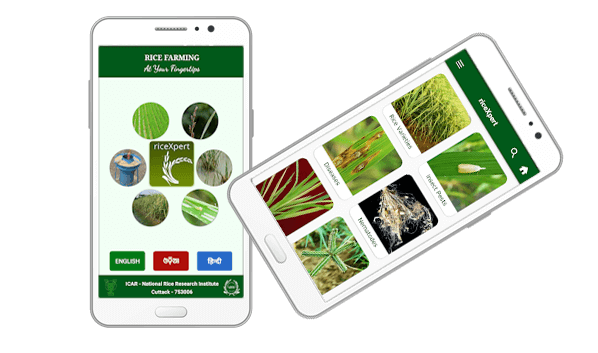 RICE FARMING
At Your Fingertips
riceXpert
ENGLISH
ଓଡ଼ିଆ
हिन्दी
ICAR - National Rice Research Institute
Cuttack - 753006
riceXpert
Rice Varieties
Insect Pests
Diseases
Nematodes